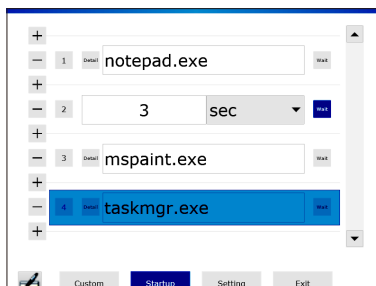 +
− 1 Detail notepad.exe Wait
+
− 2 3 sec Wait
+
− 3 Detail mspaint.exe Wait
+
− 4 Detail taskmgr.exe Wait
+
Custom Startup Setting Exit